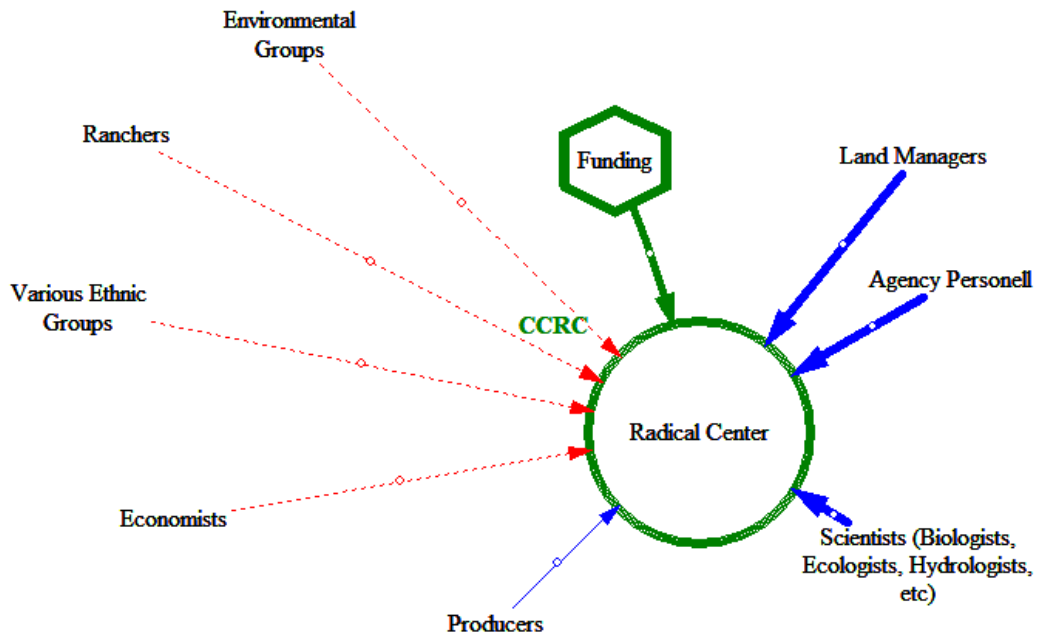 Environmental
Groups
Ranchers
Funding
Land Managers
Agency Personell
Various Ethnic
Groups
CCRC
Radical Center
Economists
Scientists (Biologists,
Ecologists, Hydrologists,
etc)
Producers